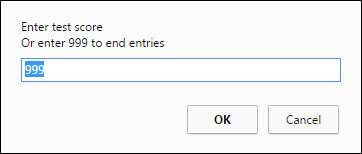 Enter test score
Or enter 999 to end entries
999
OK
Cancel